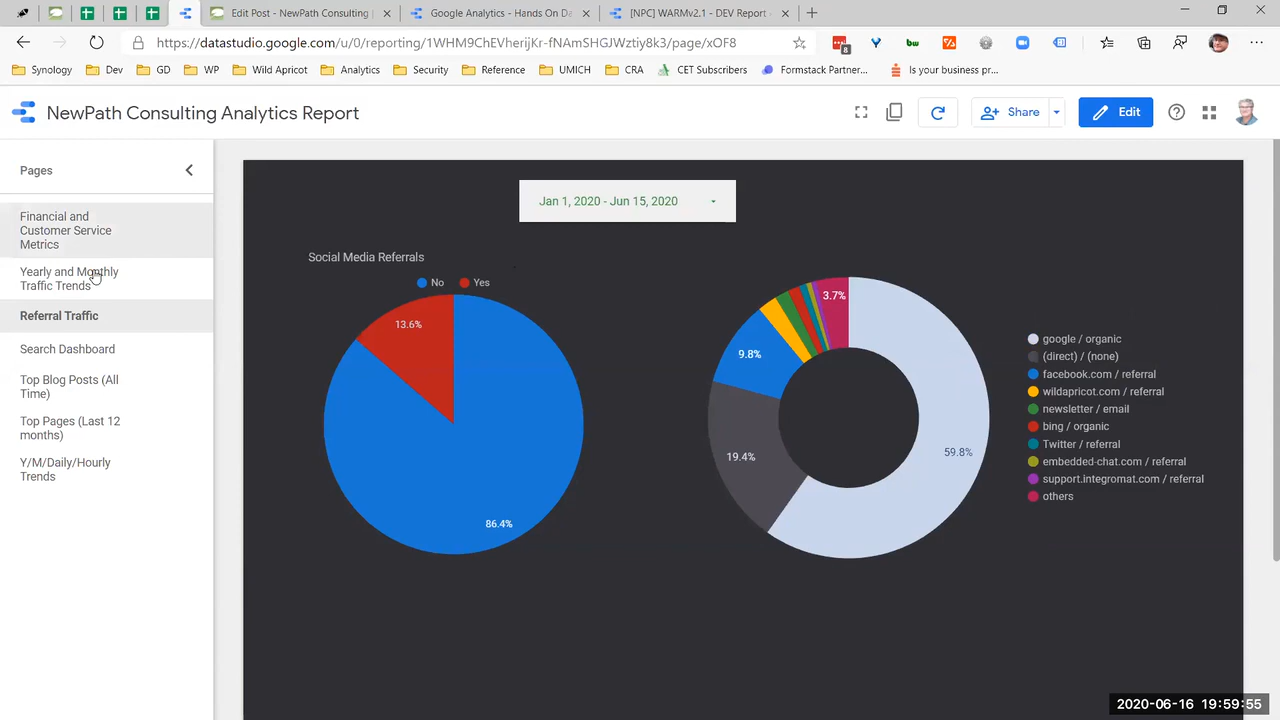 Edit Post - NewPath Consulting
Google Analytics - Hands On Da
[NPC] WARMv2.1 - DEV Report
https://datastudio.google.com/u/0/reporting/1WHM9ChEVherijKr-fNAmSHGJWztiy8k3/page/xOF8
8
bw
Synology
Dev
GD
WP
Wild Apricot
Analytics
Security
Reference
UMICH
CRA
CET Subscribers
Formstack Partner...
Is your business pr...
NewPath Consulting Analytics Report
Share
Edit
Pages
Financial and
Customer Service
Metrics
Yearly and Monthly
Traffic Trends
Referral Traffic
Search Dashboard
Top Blog Posts (All
Time)
Top Pages (Last 12
months)
Y/M/Daily/Hourly
Trends
Jan 1, 2020 - Jun 15, 2020
Social Media Referrals
No
Yes
13.6%
86.4%
3.7%
9.8%
19.4%
59.8%
google / organic
(direct) / (none)
facebook.com / referral
wildapricot.com / referral
newsletter / email
bing / organic
Twitter / referral
embedded-chat.com / referral
support.integromat.com / referral
others
2020-06-16 19:59:55